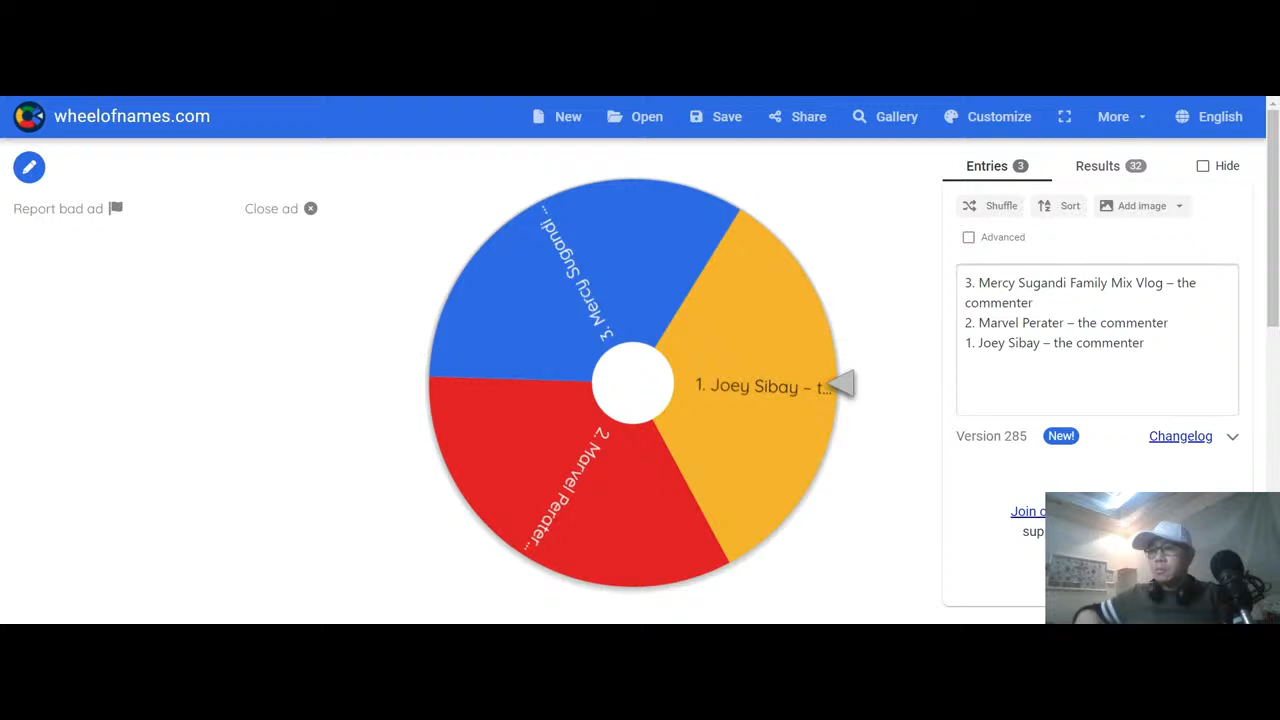 wheelofnames.com
New
Open
Save
Share
Gallery
Customize
More
English
Report bad ad
Close ad
Entries 3
Results 32
Hide
Shuffle
Sort
Add image
Advanced
3. Mercy Sugandi Family Mix Vlog – the
commenter
2. Marvel Perater – the commenter
1. Joey Sibay – the commenter
3. Mercy Sugandi ...
1. Joey Sibay – t...
2. Marvel Perater...
Version 285
New!
Changelog
Join